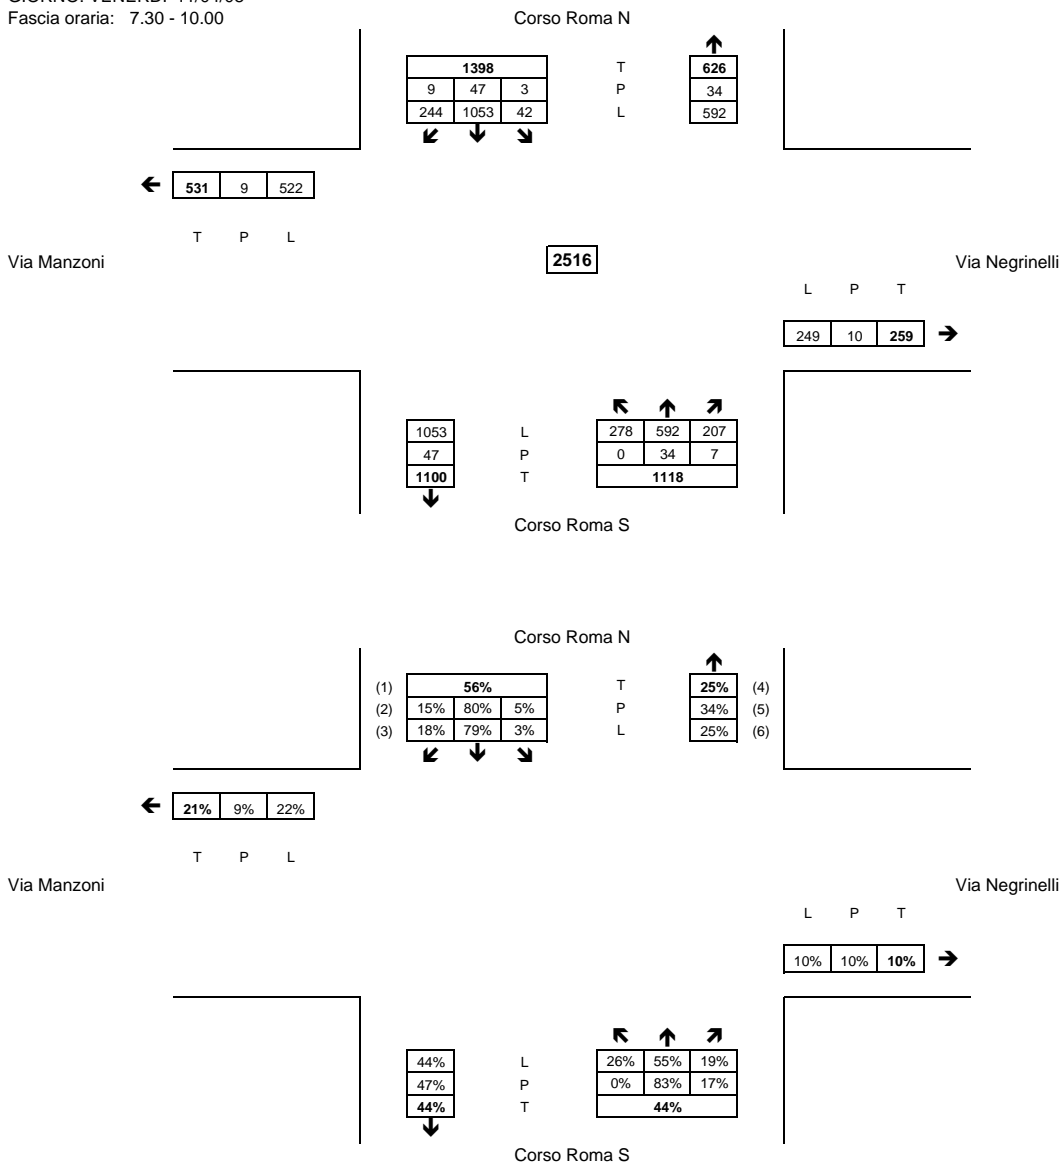 Fascia oraria: 7.30 - 10.00
Corso Roma N
1398 T 626
9 47 3 P 34
244 1053 42 L 592
531 9 522
T P L
Via Manzoni 2516 Via Negrinelli
L P T
249 10 259
1053 L 278 592 207
47 P 0 34 7
1100 T 1118
Corso Roma S
Corso Roma N
(1) 56% T 25% (4)
(2) 15% 80% 5% P 34% (5)
(3) 18% 79% 3% L 25% (6)
21% 9% 22%
T P L
Via Manzoni Via Negrinelli
L P T
10% 10% 10%
44% L 26% 55% 19%
47% P 0% 83% 17%
44% T 44%
Corso Roma S